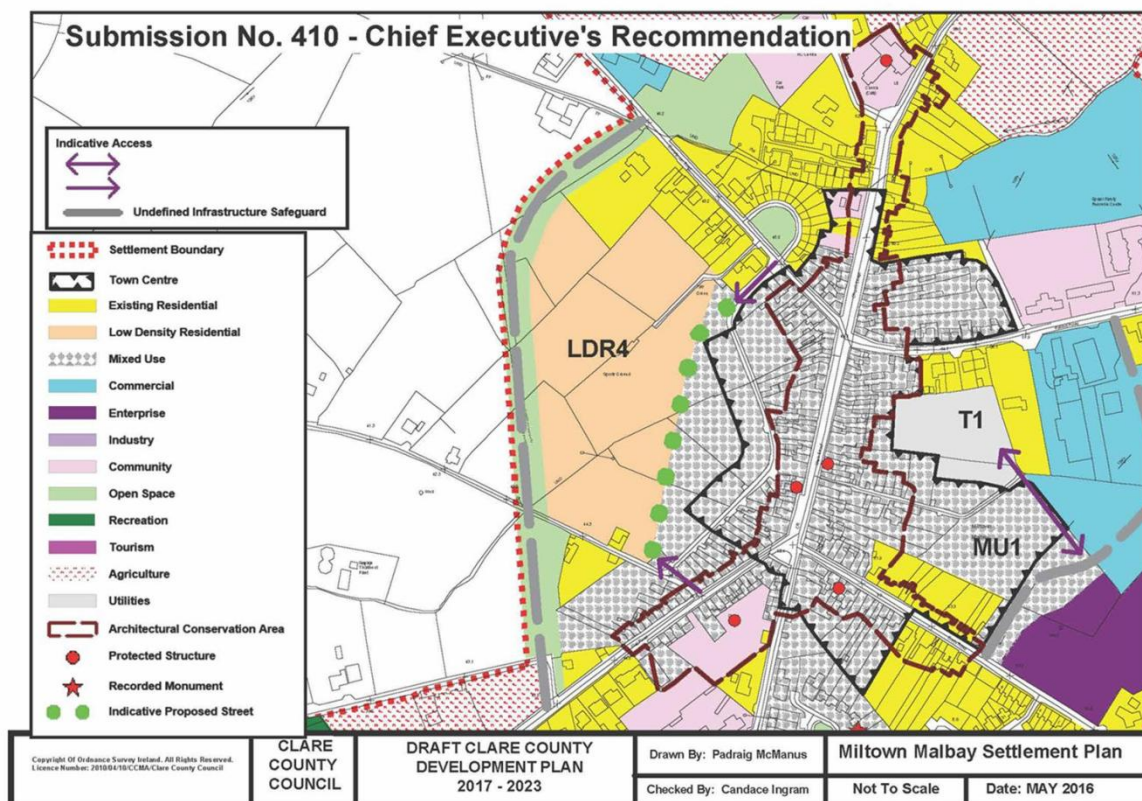 Submission No. 410 - Chief Executive's Recommendation
Indicative Access
Undefined Infrastructure Safeguard
Settlement Boundary
Town Centre
Existing Residential
Low Density Residential
Mixed Use
Commercial
Enterprise
Industry
Community
Open Space
Recreation
Tourism
Agriculture
Utilities
Architectural Conservation Area
Protected Structure
Recorded Monument
Indicative Proposed Street
LDR4
T1
MU1
Copyright Of Ordnance Survey Ireland. All Rights Reserved.
Licence Number: 2010/04/10/CCMA/Clare County Council
CLARE
COUNTY
COUNCIL
DRAFT CLARE COUNTY
DEVELOPMENT PLAN
2017 - 2023
Drawn By: Padraig McManus
Checked By: Candace Ingram
Miltown Malbay Settlement Plan
Not To Scale
Date: MAY 2016